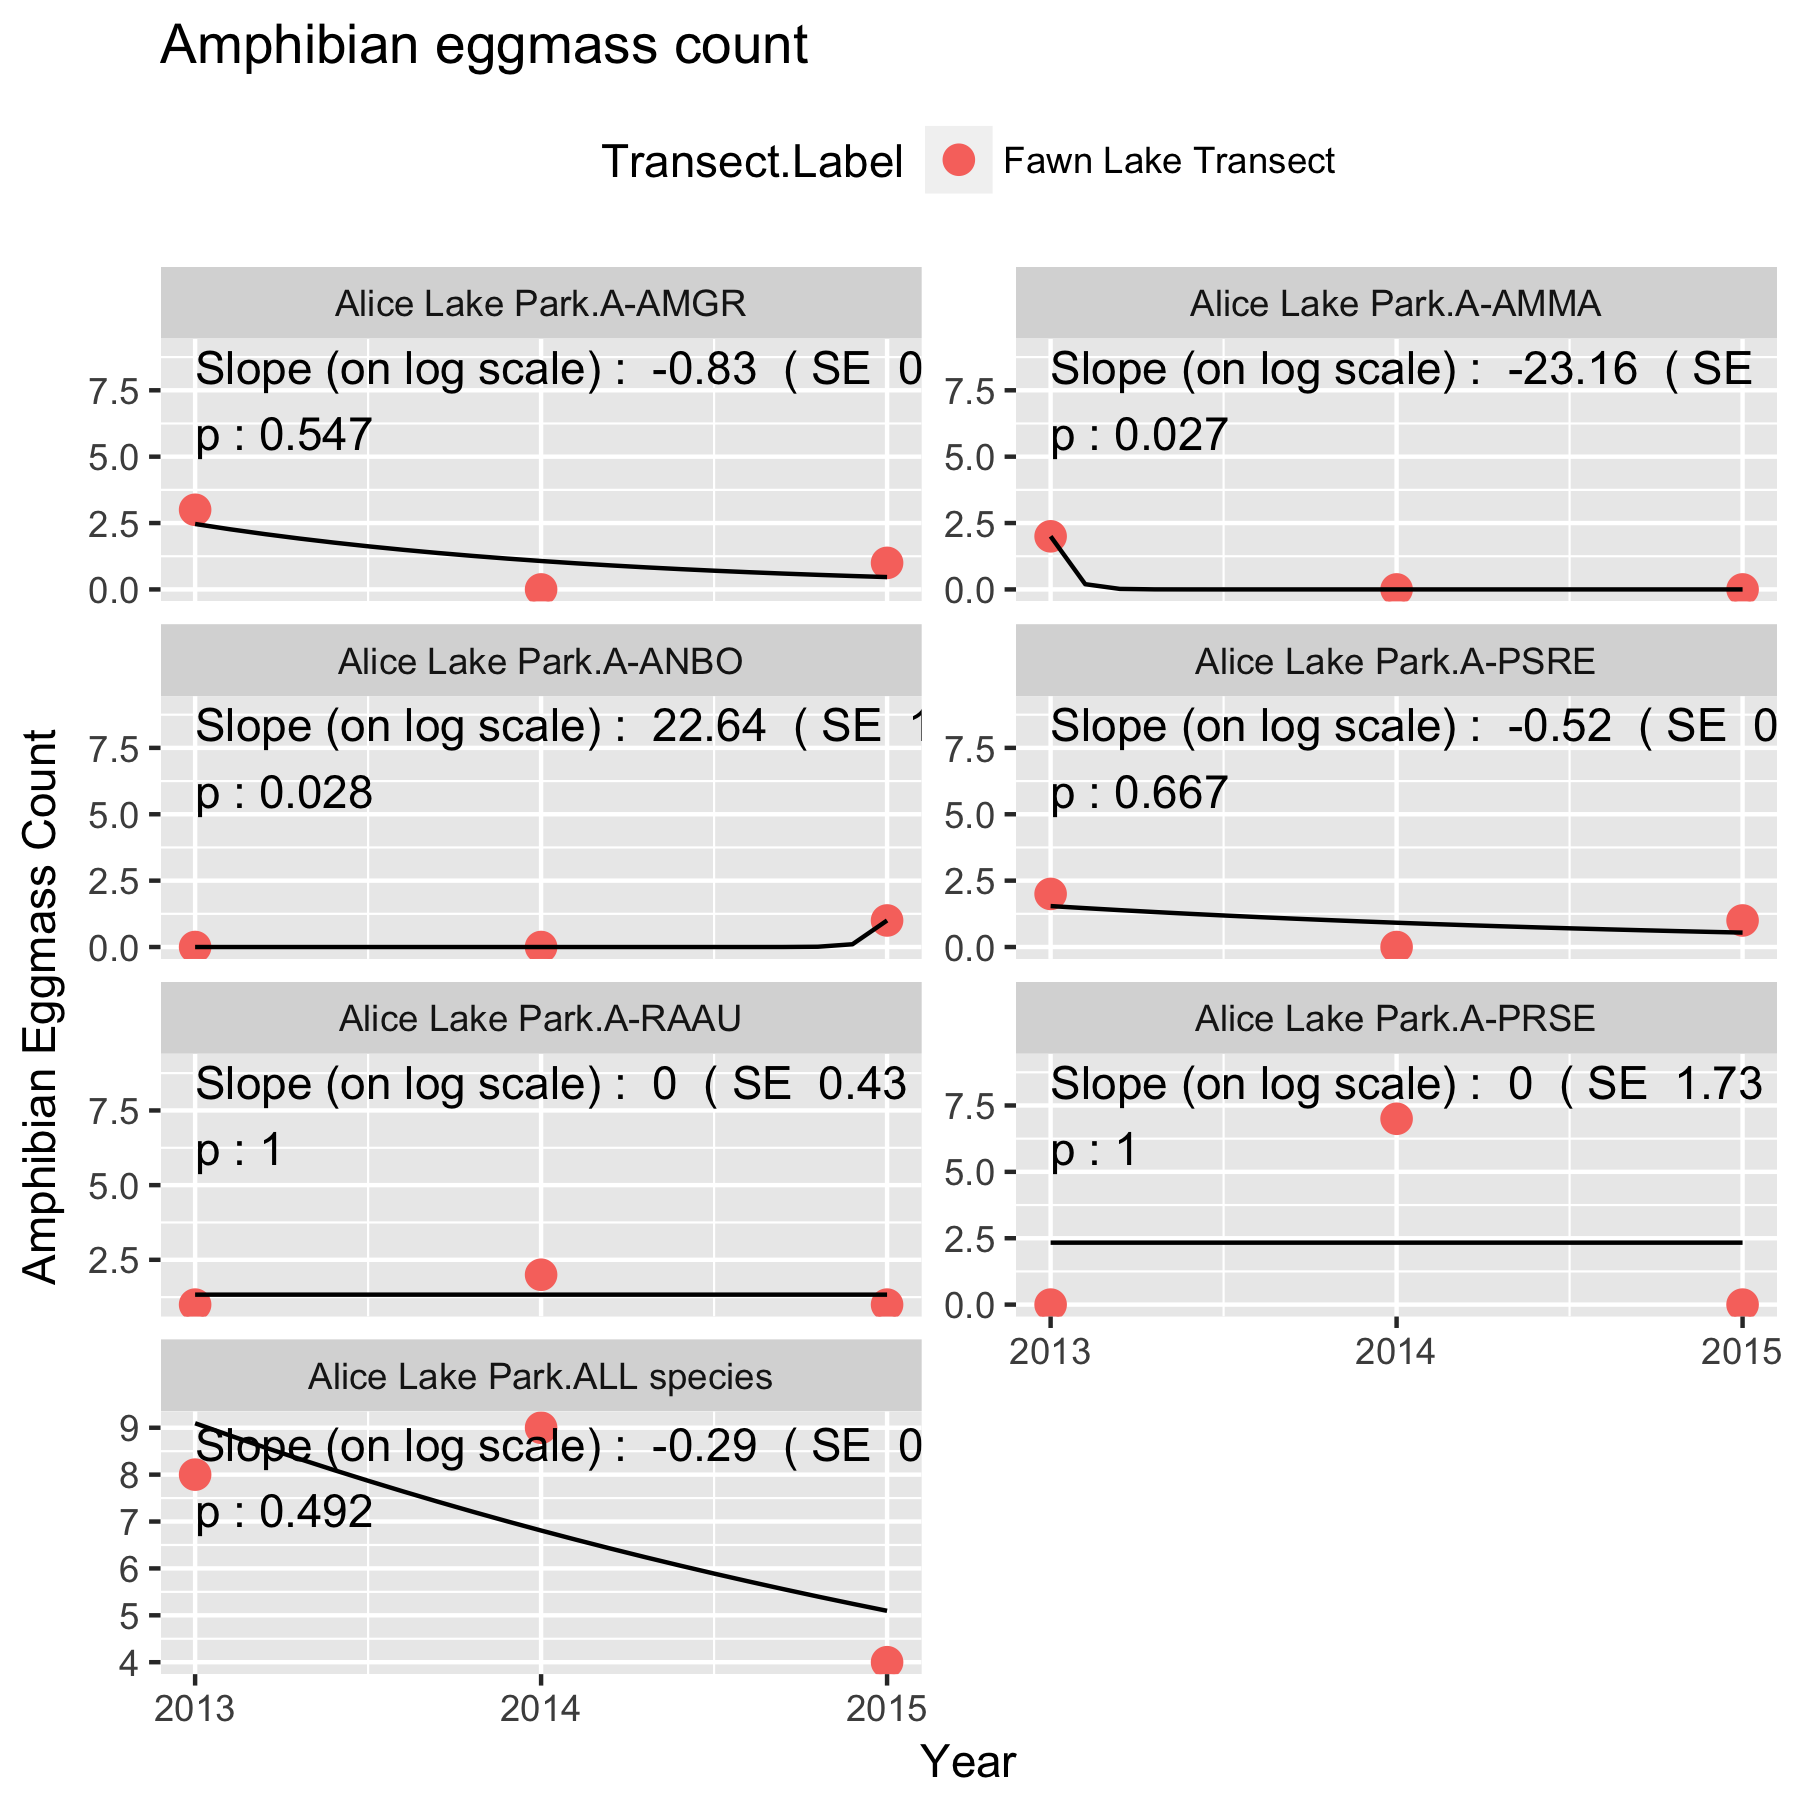 Amphibian eggmass count
Transect.Label Fawn Lake Transect
Alice Lake Park.A-AMGR
Slope (on log scale) :  -0.83  ( SE  0
p : 0.547
7.5
5.0
2.5
0.0
Alice Lake Park.A-AMMA
Slope (on log scale) :  -23.16  ( SE
p : 0.027
7.5
5.0
2.5
0.0
Alice Lake Park.A-ANBO
Slope (on log scale) :  22.64  ( SE  1
p : 0.028
7.5
5.0
2.5
0.0
Alice Lake Park.A-PSRE
Slope (on log scale) :  -0.52  ( SE  0
p : 0.667
7.5
5.0
2.5
0.0
Alice Lake Park.A-RAAU
Slope (on log scale) :  0  ( SE  0.43
p : 1
7.5
5.0
2.5
Alice Lake Park.A-PRSE
Slope (on log scale) :  0  ( SE  1.73
p : 1
7.5
5.0
2.5
0.0
2013 2014 2015
Alice Lake Park.ALL species
Slope (on log scale) :  -0.29  ( SE  0
p : 0.492
9
8
7
6
5
4
2013 2014 2015
Year
Amphibian Eggmass Count